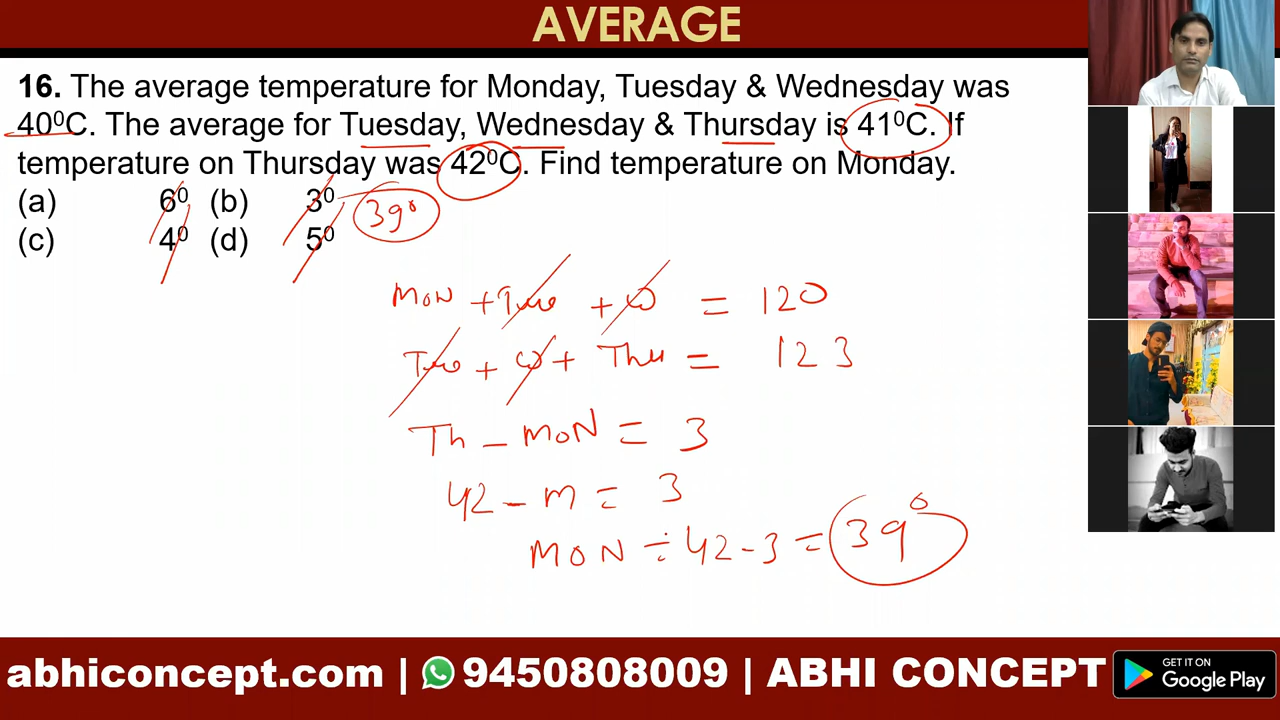 AVERAGE
16. The average temperature for Monday, Tuesday & Wednesday was
40⁰C. The average for Tuesday, Wednesday & Thursday is 41⁰C. If
temperature on Thursday was 42⁰C. Find temperature on Monday.
(a) 6⁰ (b) 3⁰ 39°
(c) 4⁰ (d) 5⁰
MON + Tue + W = 120
Tue + W + Thu = 123
Th - MON = 3
42 - M = 3
MON = 42 - 3 = 39°
abhiconcept.com | 9450808009 | ABHI CONCEPT
GET IT ON
Google Play